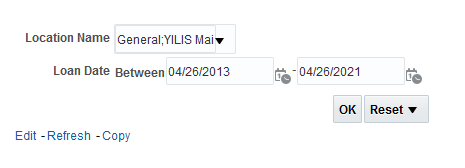 Location Name General;YILIS Mai
Loan Date Between 04/26/2013 - 04/26/2021
OK Reset
Edit - Refresh - Copy